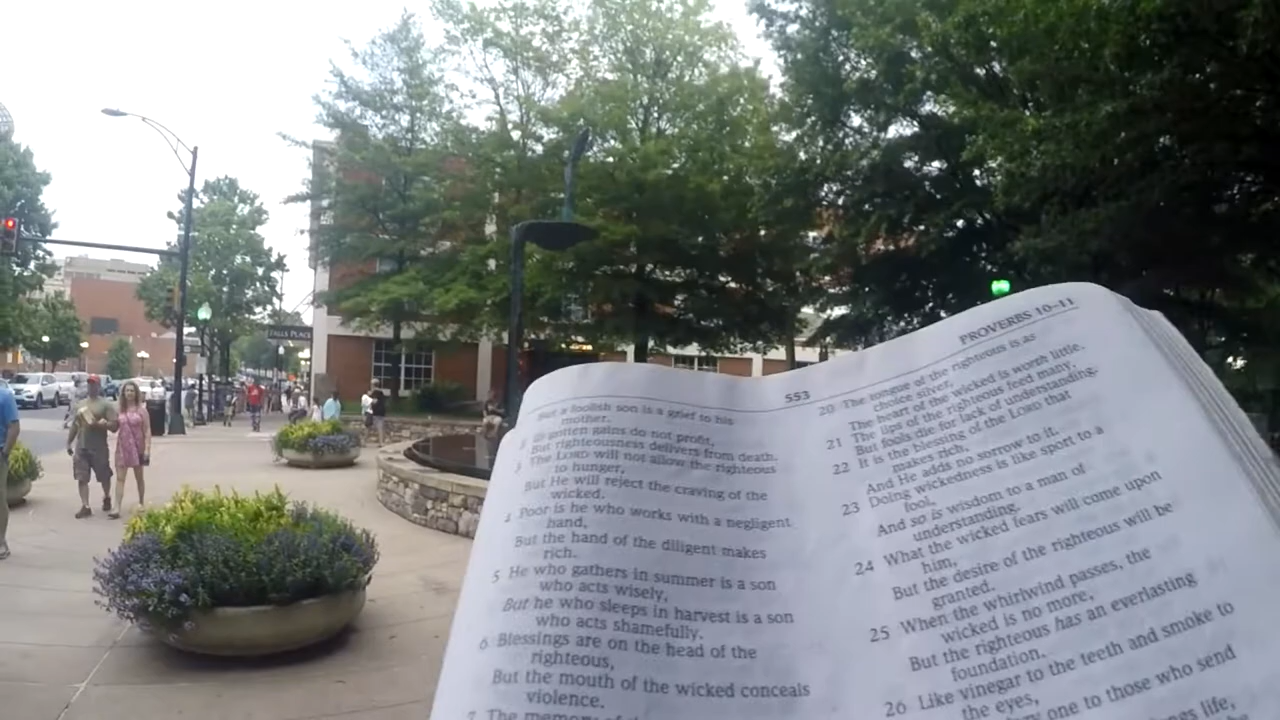 FALLS PLACE
PROVERBS 10-11
553
But a foolish son is a grief to his
mother.
2 Ill-gotten gains do not profit,
But righteousness delivers from death.
3 The LORD will not allow the righteous
to hunger,
But He will reject the craving of the
wicked.
4 Poor is he who works with a negligent
hand,
But the hand of the diligent makes
rich.
5 He who gathers in summer is a son
who acts wisely,
But he who sleeps in harvest is a son
who acts shamefully.
6 Blessings are on the head of the
righteous,
But the mouth of the wicked conceals
violence.
7 The memory
20 The tongue of the righteous is as
choice silver,
The heart of the wicked is worth little.
21 The lips of the righteous feed many,
But fools die for lack of understanding.
22 It is the blessing of the LORD that
makes rich,
And He adds no sorrow to it.
23 Doing wickedness is like sport to a
fool,
And so is wisdom to a man of
understanding.
24 What the wicked fears will come upon
him,
But the desire of the righteous will be
granted.
25 When the whirlwind passes, the
wicked is no more,
But the righteous has an everlasting
foundation.
26 Like vinegar to the teeth and smoke to
the eyes,
one to those who send
life,